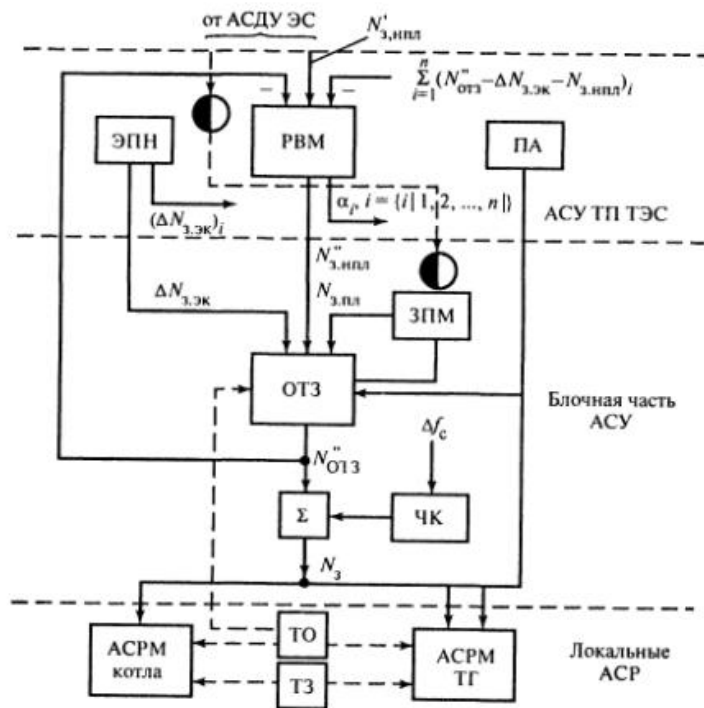 от АСДУ ЭС
N'з,нпл
n
Σ (N''отз − ΔNз.эк − Nз.нпл)i
i=1
−
−
ЭПН
РВМ
ПА
(ΔNз.эк)i
αi, i = {i| 1, 2, ..., n|}
АСУ ТП ТЭС
N''з.нпл
ΔNз.эк
Nз.пл
ЗПМ
ОТЗ
Блочная часть
АСУ
Δfс
N''ОТЗ
Σ
ЧК
Nз
АСРМ
котла
ТО
ТЗ
АСРМ
ТГ
Локальные
АСР